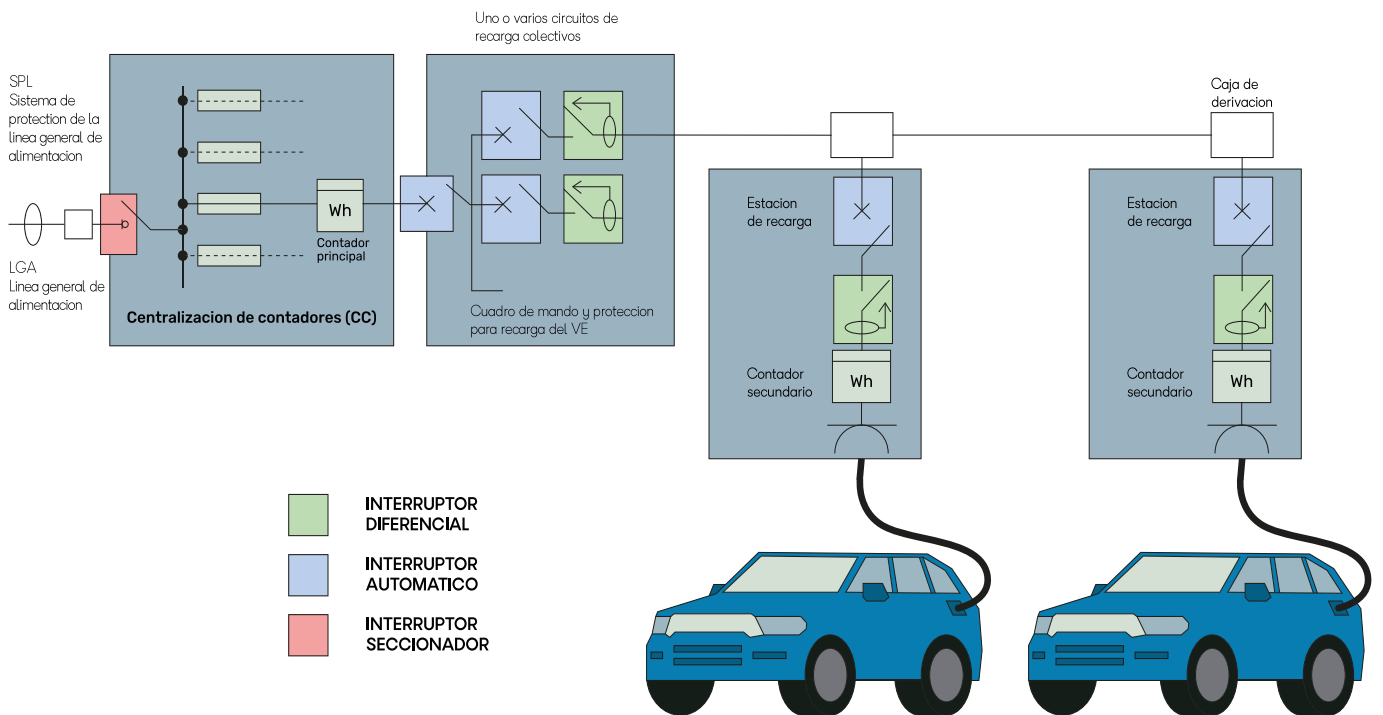 Uno o varios circuitos de
recarga colectivos
SPL
Sistema de
protection de la
linea general de
alimentacion
Caja de
derivacion
Wh
Contador
principal
LGA
Linea general de
alimentacion
Centralizacion de contadores (CC)
Cuadro de mando y proteccion
para recarga del VE
Estacion
de recarga
Contador
secundario
Wh
Estacion
de recarga
Contador
secundario
Wh
INTERRUPTOR
DIFERENCIAL
INTERRUPTOR
AUTOMATICO
INTERRUPTOR
SECCIONADOR